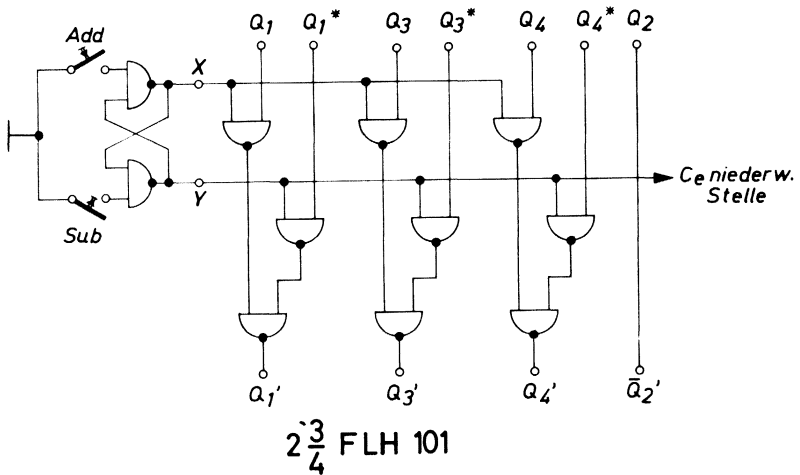 Q1 Q1* Q3 Q3* Q4 Q4* Q2
Add
X
Y
Ce niederw.
Stelle
Sub
Q1' Q3' Q4' Q̄2'
2 3/4 FLH 101